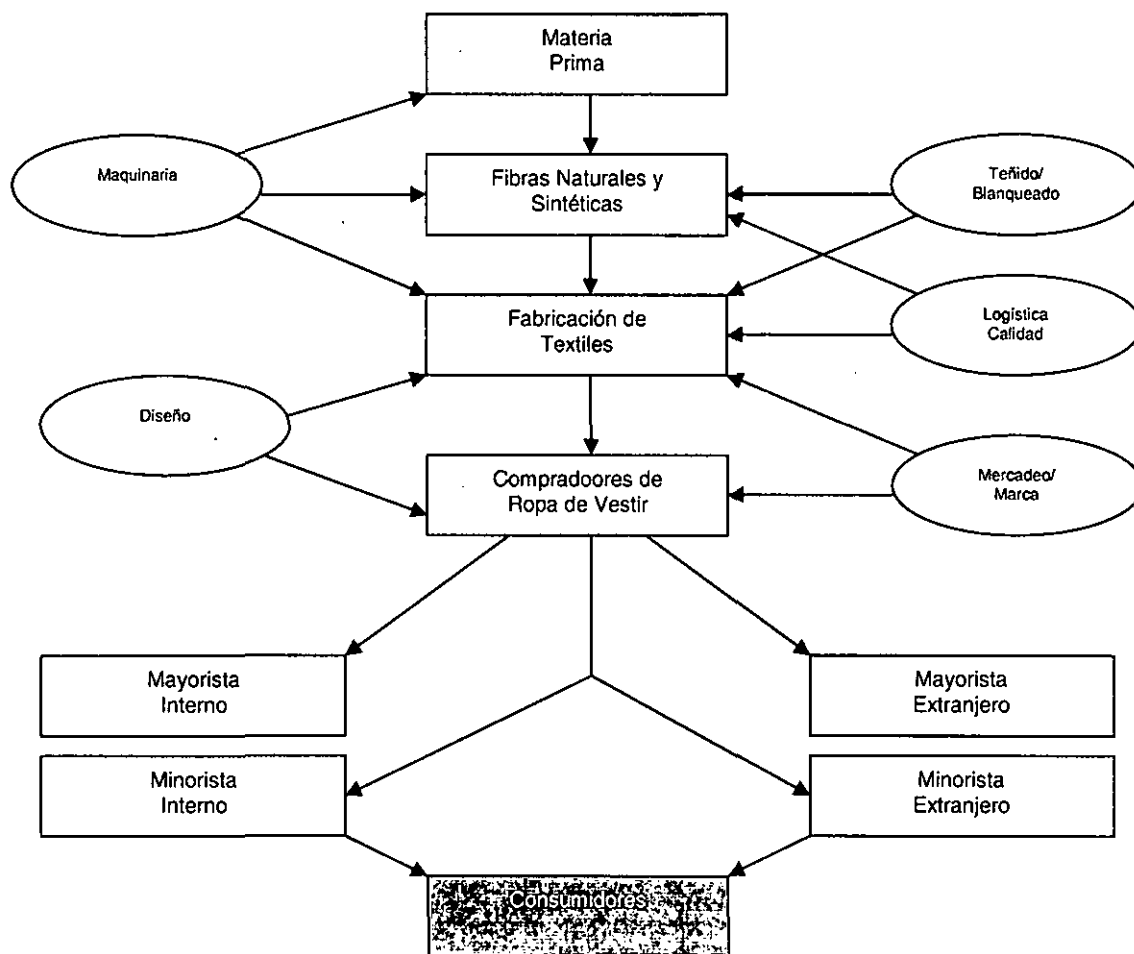 Materia
Prima
Maquinaria
Fibras Naturales y
Sintéticas
Teñido/
Blanqueado
Fabricación de
Textiles
Logística
Calidad
Diseño
Compradoores de
Ropa de Vestir
Mercadeo/
Marca
Mayorista
Interno
Mayorista
Extranjero
Minorista
Interno
Minorista
Extranjero
Consumidores